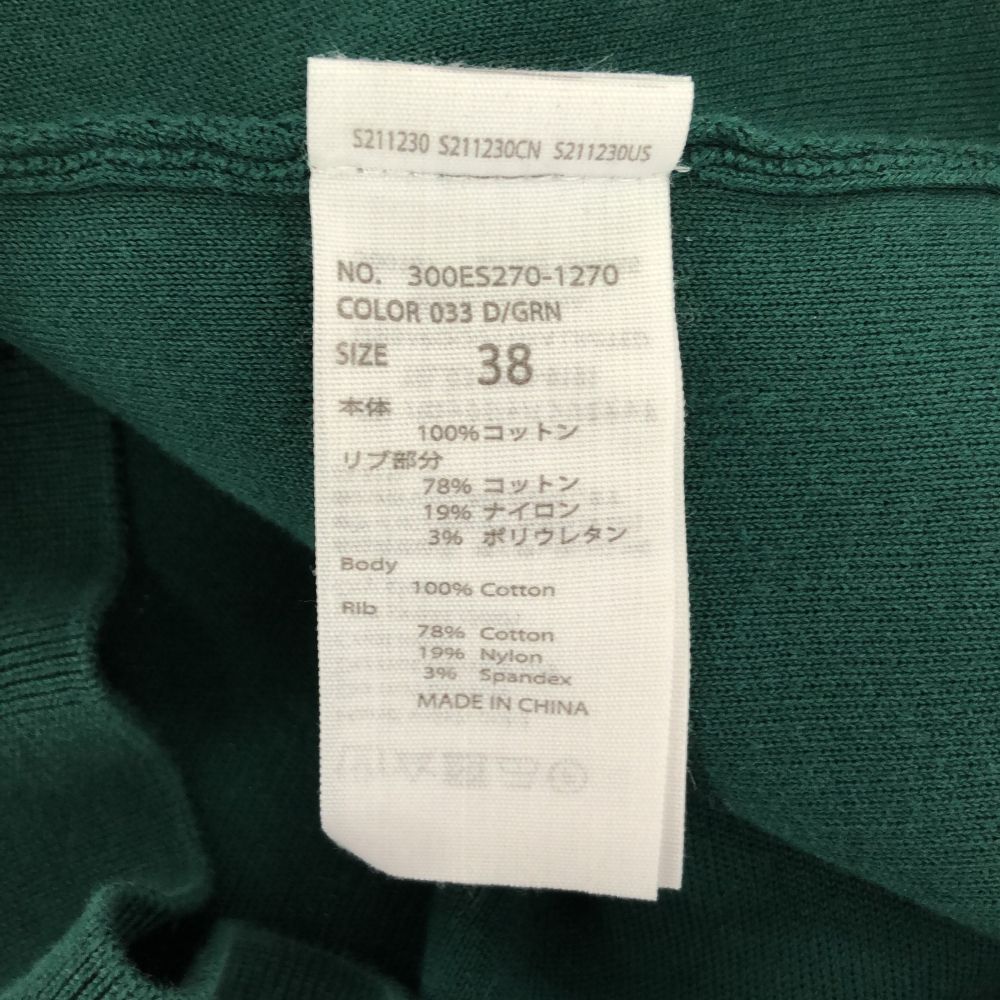 S211230 S211230CN S211230US
NO. 300ES270-1270
COLOR 033 D/GRN
SIZE 38
本体
100%コットン
リブ部分
78% コットン
19% ナイロン
3% ポリウレタン
Body
100% Cotton
Rib
78% Cotton
19% Nylon
3% Spandex
MADE IN CHINA